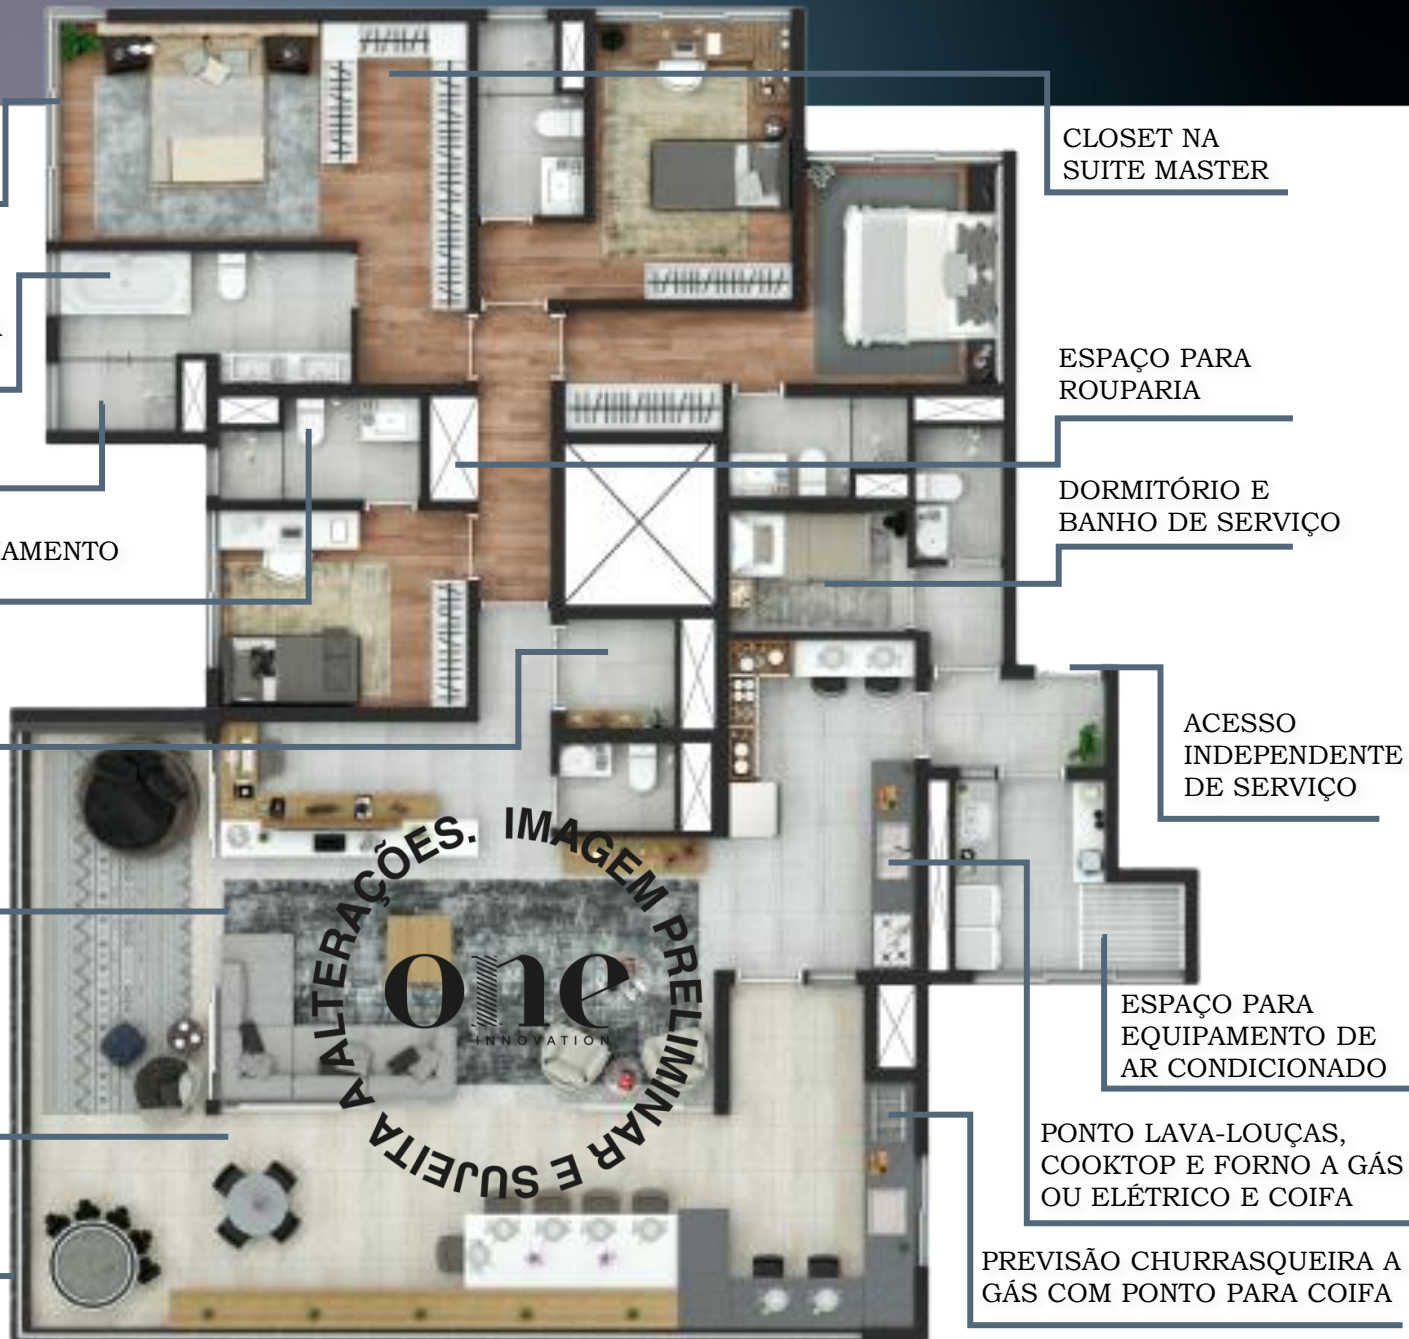 CLOSET NA
SUITE MASTER
ESPAÇO PARA
ROUPARIA
DORMITÓRIO E
BANHO DE SERVIÇO
AMENTO
ACESSO
INDEPENDENTE
DE SERVIÇO
IMAGEM PRELIMINAR E SUJEITA A ALTERAÇÕES.
one
INNOVATION
ESPAÇO PARA
EQUIPAMENTO DE
AR CONDICIONADO
PONTO LAVA-LOUÇAS,
COOKTOP E FORNO A GÁS
OU ELÉTRICO E COIFA
PREVISÃO CHURRASQUEIRA A
GÁS COM PONTO PARA COIFA